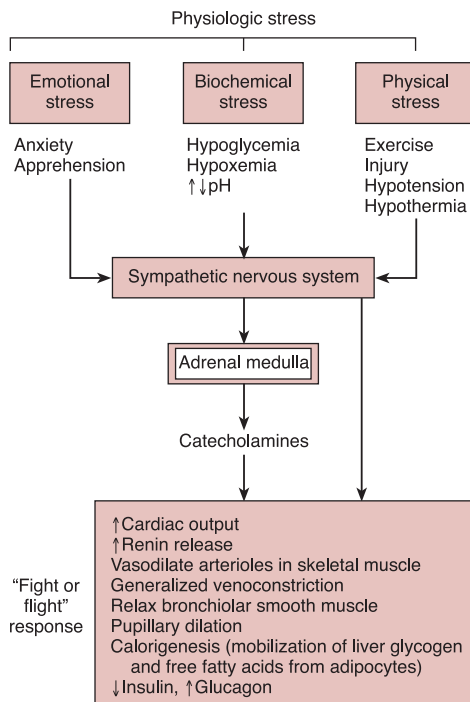 Physiologic stress
Emotional
stress
Biochemical
stress
Physical
stress
Anxiety
Apprehension
Hypoglycemia
Hypoxemia
↑↓pH
Exercise
Injury
Hypotension
Hypothermia
Sympathetic nervous system
Adrenal medulla
Catecholamines
"Fight or
flight"
response
↑Cardiac output
↑Renin release
Vasodilate arterioles in skeletal muscle
Generalized venoconstriction
Relax bronchiolar smooth muscle
Pupillary dilation
Calorigenesis (mobilization of liver glycogen
and free fatty acids from adipocytes)
↓Insulin, ↑Glucagon